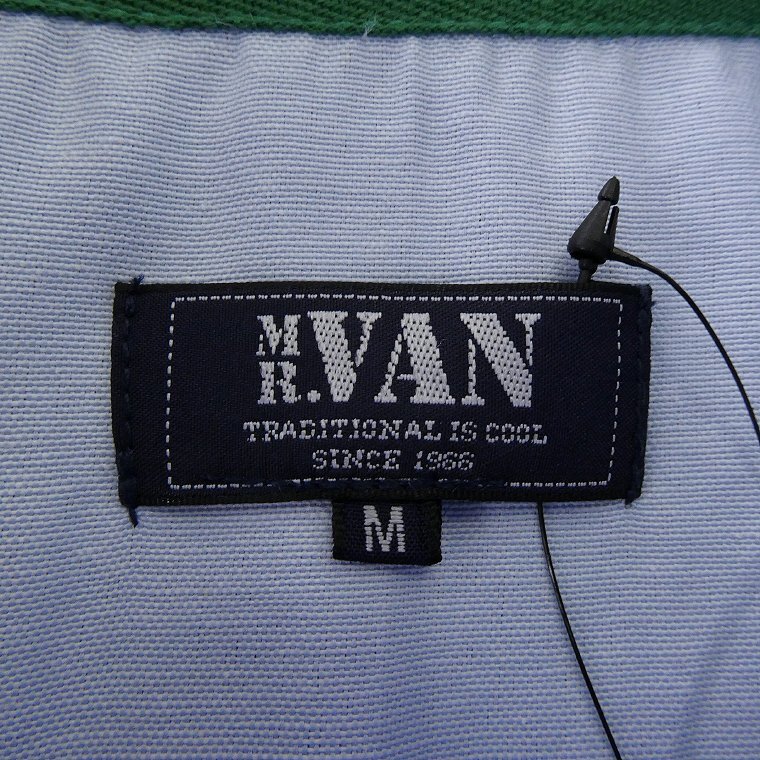 MR.VAN
TRADITIONAL IS COOL
SINCE 1966
M